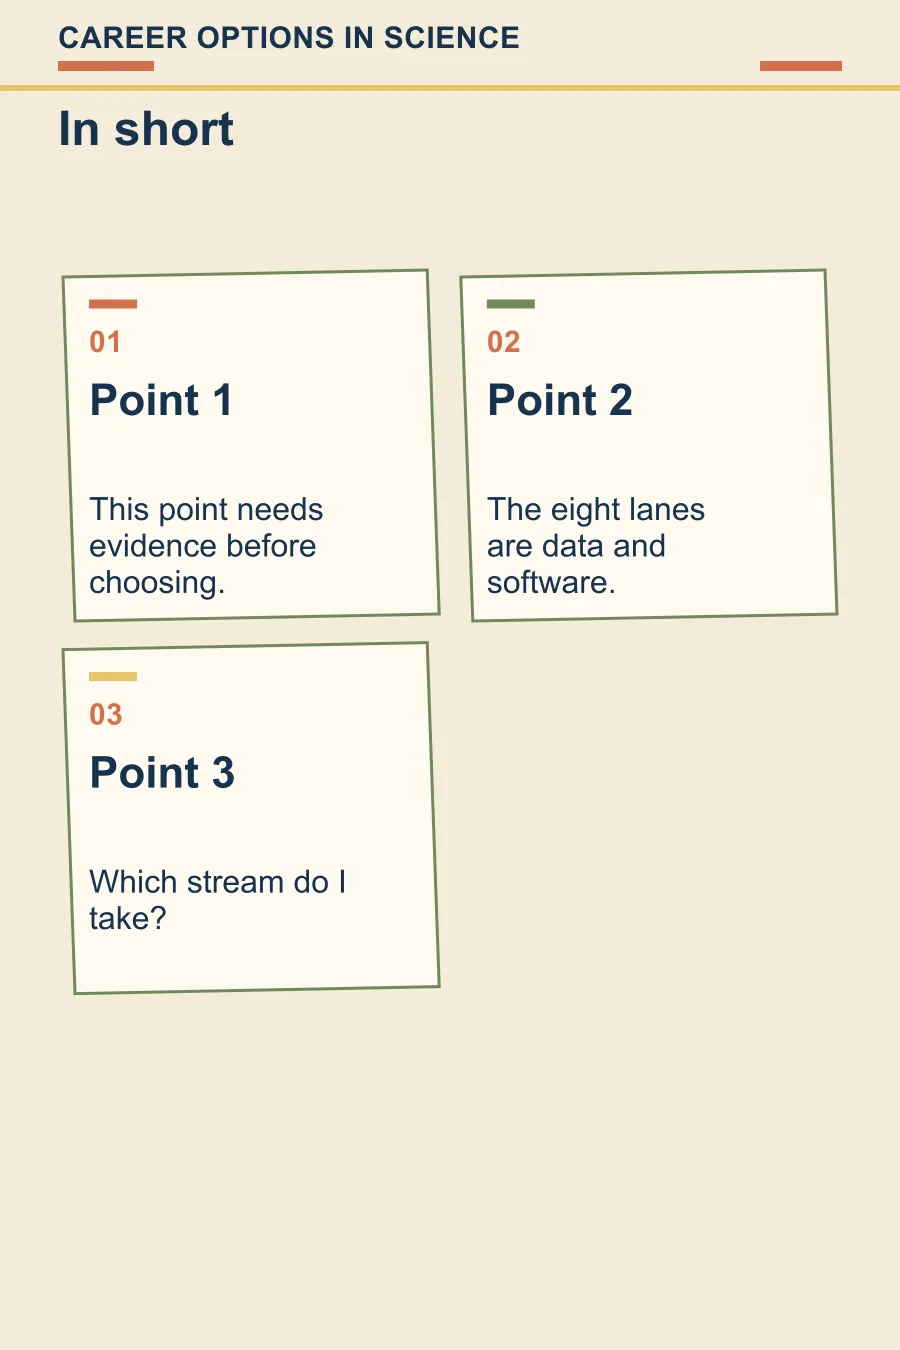 CAREER OPTIONS IN SCIENCE
In short
01
Point 1
This point needs
evidence before
choosing.
02
Point 2
The eight lanes
are data and
software.
03
Point 3
Which stream do I
take?